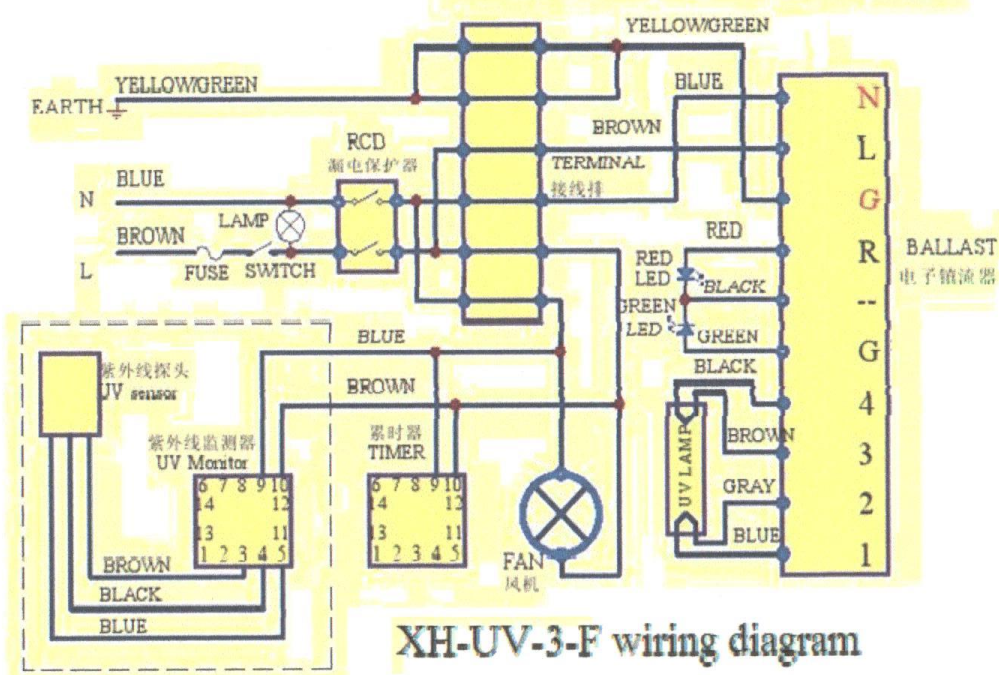 YELLOW/GREEN
YELLOW/GREEN
EARTH
BLUE
N
BALLAST
电子镇流器
BROWN
L
RCD
漏电保护器
TERMINAL
接线排
G
BLUE
N
LAMP
BROWN
L
FUSE
SWITCH
RED
R
RED
LED
BLACK
--
GREEN
LED
GREEN
G
BLUE
BLACK
4
BROWN
3
GRAY
2
BLUE
1
UV LAMP
紫外线探头
UV sensor
BROWN
紫外线监测器
UV Monitor
6 7 8 9 10
14 12
13 11
1 2 3 4 5
累时器
TIMER
6 7 8 9 10
14 12
13 11
1 2 3 4 5
BROWN
BLACK
BLUE
FAN
风机
XH-UV-3-F wiring diagram